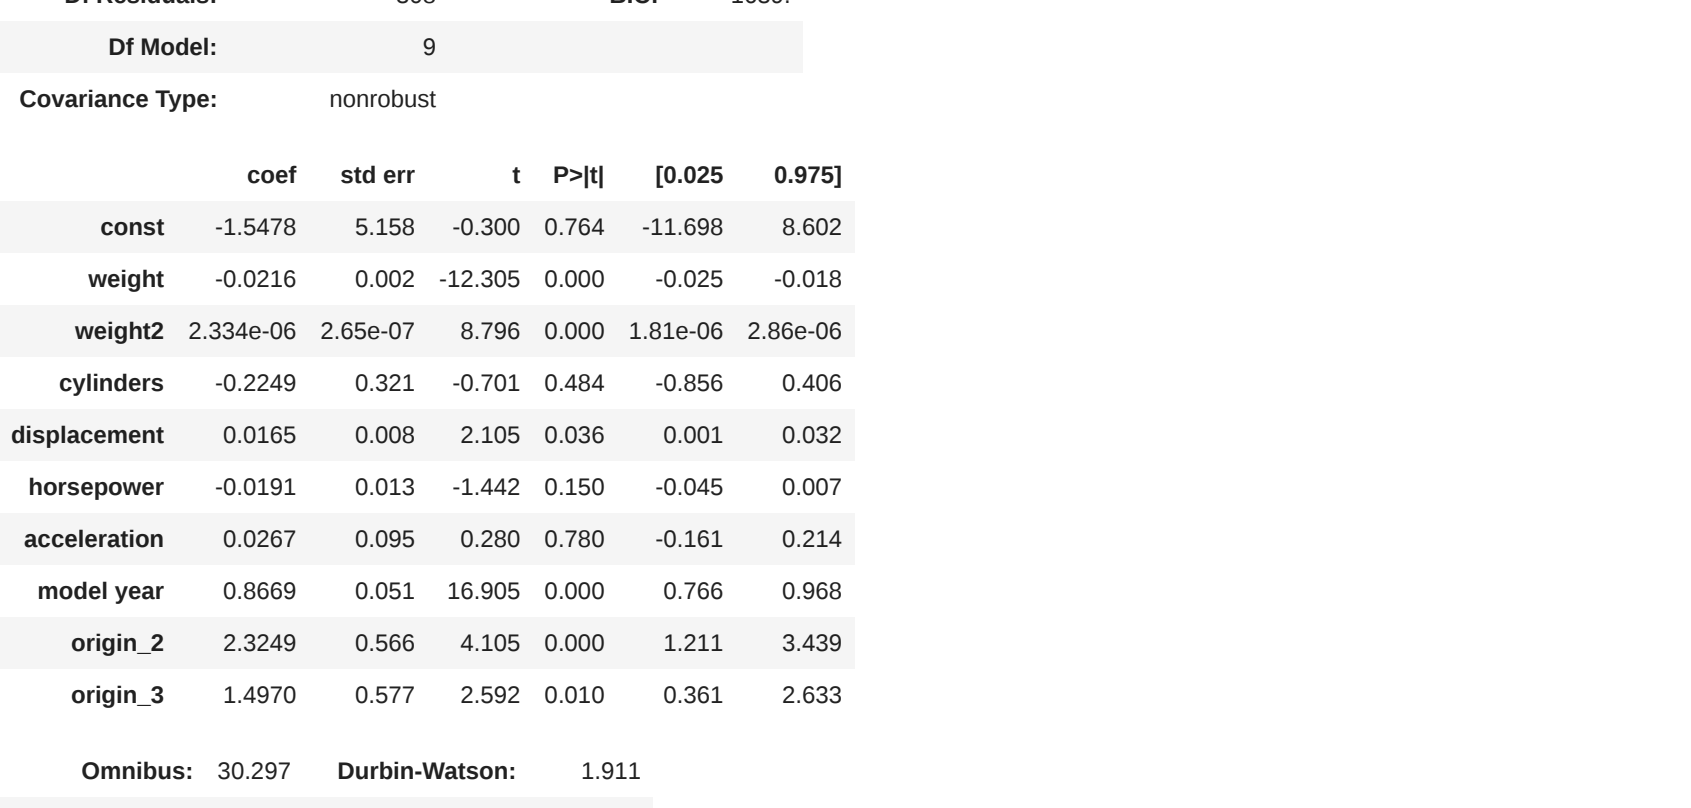 Df Model: 9
Covariance Type: nonrobust
coef std err t P>|t| [0.025 0.975]
const -1.5478 5.158 -0.300 0.764 -11.698 8.602
weight -0.0216 0.002 -12.305 0.000 -0.025 -0.018
weight2 2.334e-06 2.65e-07 8.796 0.000 1.81e-06 2.86e-06
cylinders -0.2249 0.321 -0.701 0.484 -0.856 0.406
displacement 0.0165 0.008 2.105 0.036 0.001 0.032
horsepower -0.0191 0.013 -1.442 0.150 -0.045 0.007
acceleration 0.0267 0.095 0.280 0.780 -0.161 0.214
model year 0.8669 0.051 16.905 0.000 0.766 0.968
origin_2 2.3249 0.566 4.105 0.000 1.211 3.439
origin_3 1.4970 0.577 2.592 0.010 0.361 2.633
Omnibus: 30.297 Durbin-Watson: 1.911